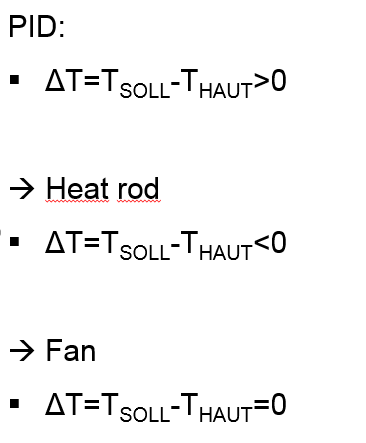 PID:
▪ ΔT=TSOLL-THAUT>0
→ Heat rod
▪ ΔT=TSOLL-THAUT<0
→ Fan
▪ ΔT=TSOLL-THAUT=0